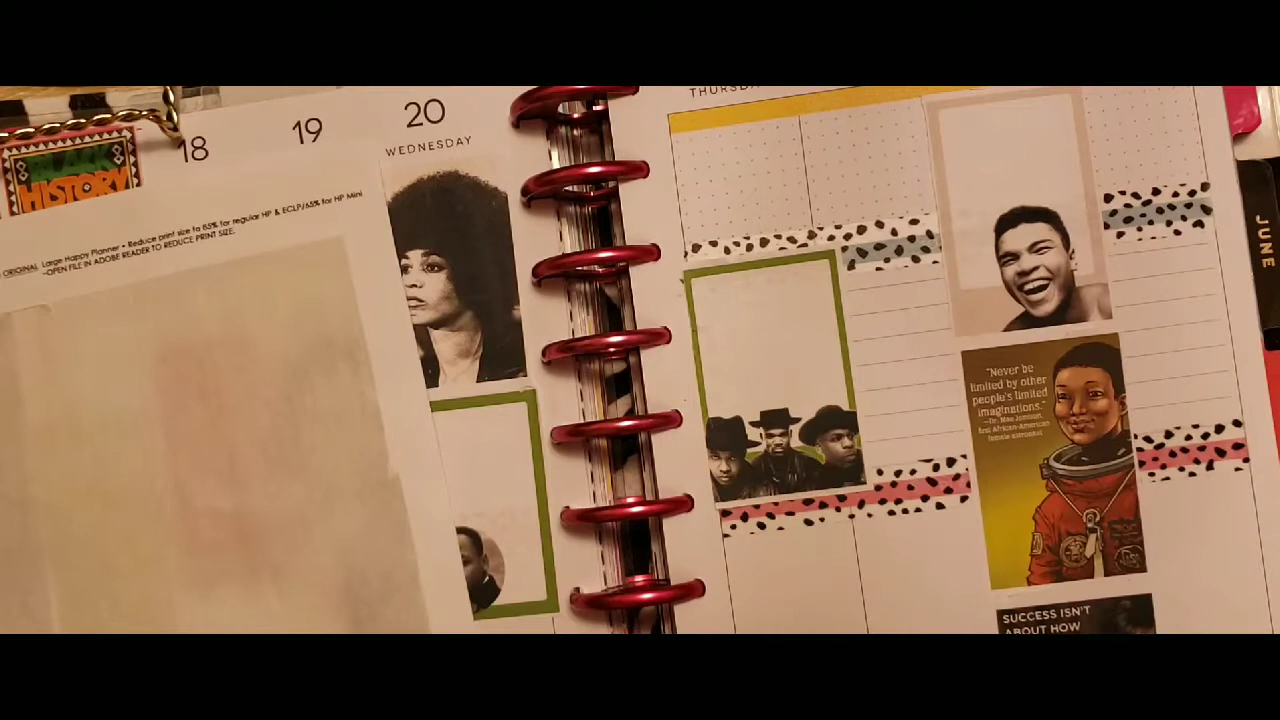 BLACK
HISTORY
18
19
20
WEDNESDAY
ORIGINAL Large Happy Planner • Reduce print size to 85% for regular HP & ECLP/65% for HP Mini
-OPEN FILE IN ADOBE READER TO REDUCE PRINT SIZE.
THURSDA
"Never be
limited by other
people's limited
imaginations."
—Dr. Mae Jemison,
first African-American
female astronaut
SUCCESS ISN'T
ABOUT HOW
JUNE